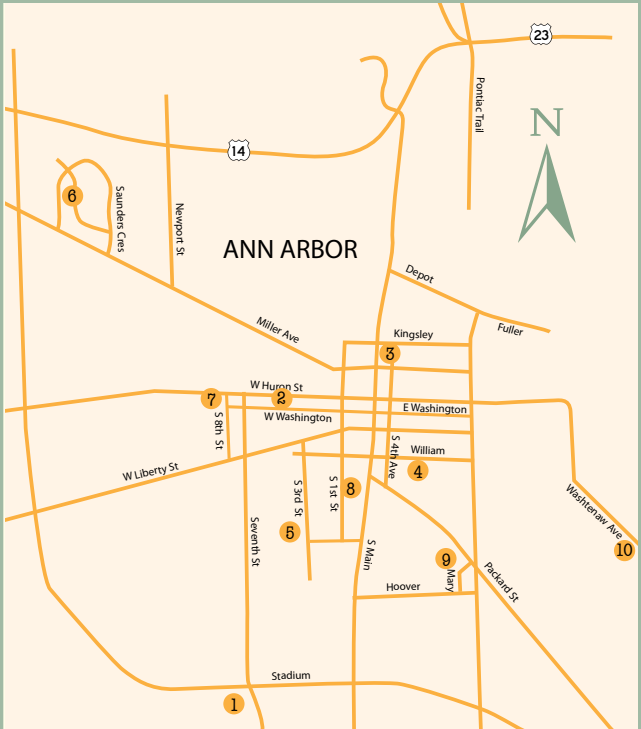 23
Pontiac Trail
N
14
6
Saunders Cres
Newport St
ANN ARBOR
Depot
Fuller
Miller Ave
Kingsley
3
W Huron St
7
2
E Washington
W Washington
S 8th St
S 4th Ave
William
4
W Liberty St
S 3rd St
S 1st St
8
Washtenaw Ave
10
5
Seventh St
S Main
9
Mary
Packard St
Hoover
Stadium
1